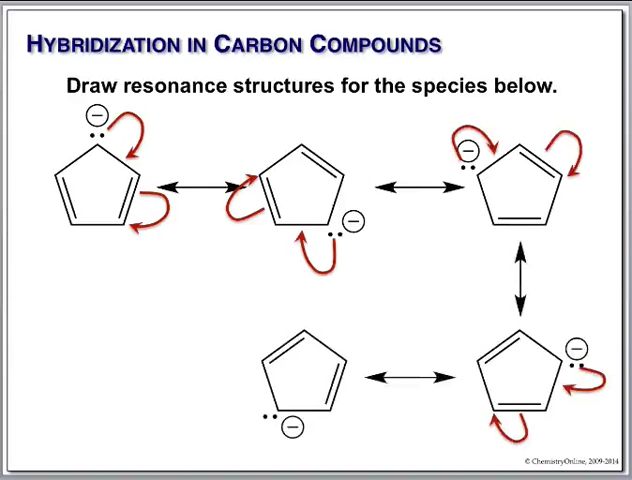 HYBRIDIZATION IN CARBON COMPOUNDS
Draw resonance structures for the species below.
© ChemistryOnline, 2009-2014